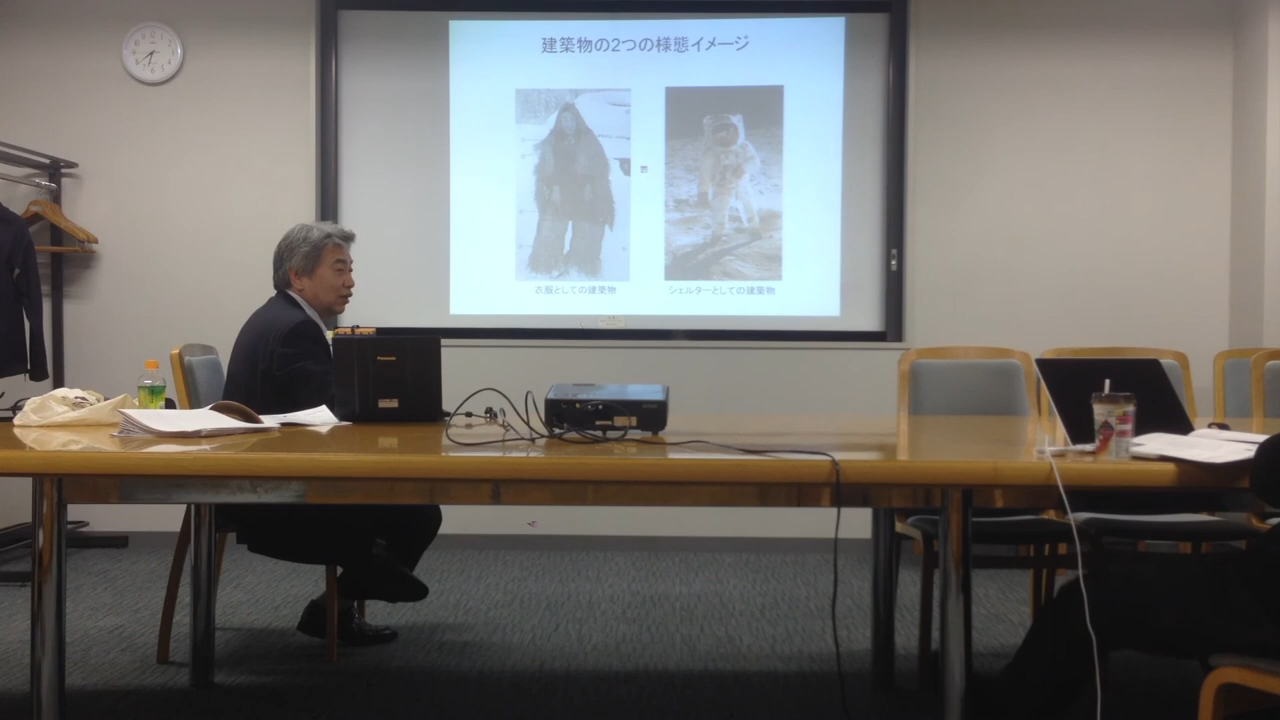 建築物の2つの様態イメージ
衣服としての建築物
シェルターとしての建築物
Panasonic